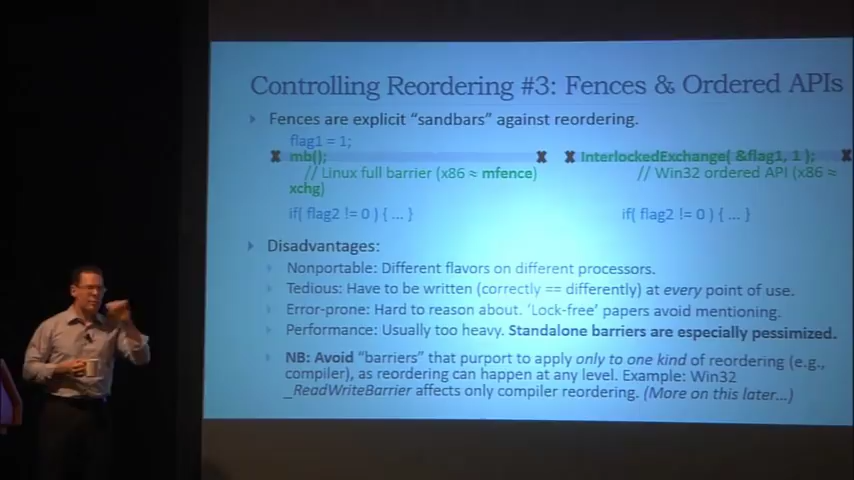 Controlling Reordering #3: Fences & Ordered APIs
Fences are explicit “sandbars” against reordering.
flag1 = 1;
mb();
InterlockedExchange( &flag1, 1 );
// Linux full barrier (x86 ≈ mfence)
// Win32 ordered API (x86 ≈
xchg)
if( flag2 != 0 ) { ... }
if( flag2 != 0 ) { ... }
Disadvantages:
Nonportable: Different flavors on different processors.
Tedious: Have to be written (correctly == differently) at every point of use.
Error-prone: Hard to reason about. ‘Lock-free’ papers avoid mentioning.
Performance: Usually too heavy. Standalone barriers are especially pessimized.
NB: Avoid “barriers” that purport to apply only to one kind of reordering (e.g.,
compiler), as reordering can happen at any level. Example: Win32
_ReadWriteBarrier affects only compiler reordering. (More on this later...)